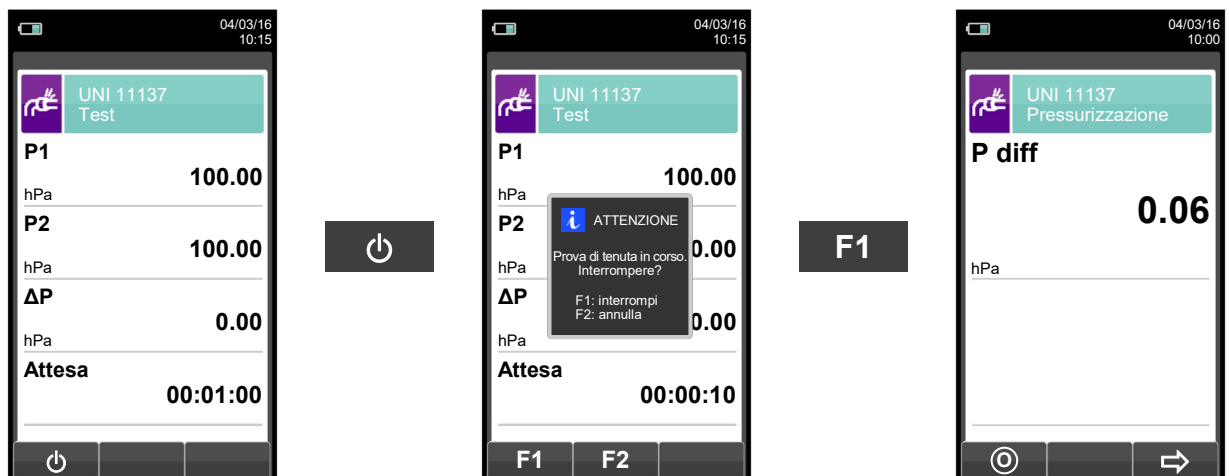 04/03/16
10:15
UNI 11137
Test
P1
100.00
hPa
P2
100.00
hPa
ΔP
0.00
hPa
Attesa
00:01:00
04/03/16
10:15
UNI 11137
Test
P1
100.00
hPa
P2
0.00
hPa
ΔP
0.00
hPa
Attesa
00:00:10
i ATTENZIONE
Prova di tenuta in corso.
Interrompere?
F1: interrompi
F2: annulla
F1 F2
F1
04/03/16
10:00
UNI 11137
Pressurizzazione
P diff
0.06
hPa